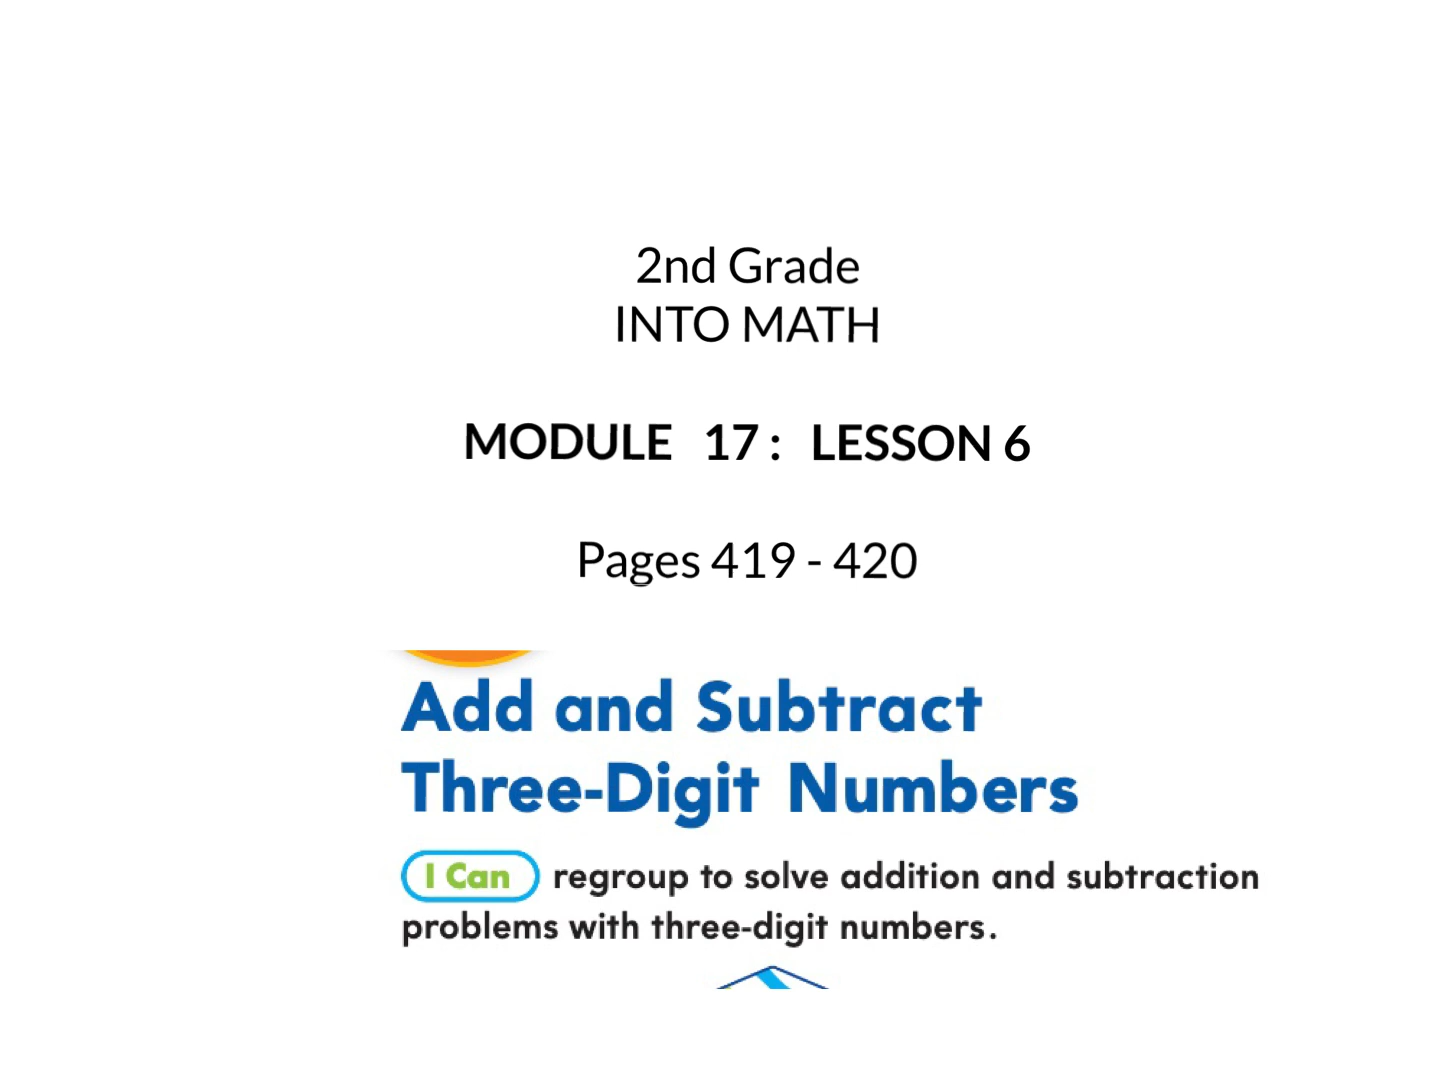 2nd Grade
INTO MATH
MODULE 17 : LESSON 6
Pages 419 - 420
Add and Subtract
Three-Digit Numbers
I Can regroup to solve addition and subtraction
problems with three-digit numbers.